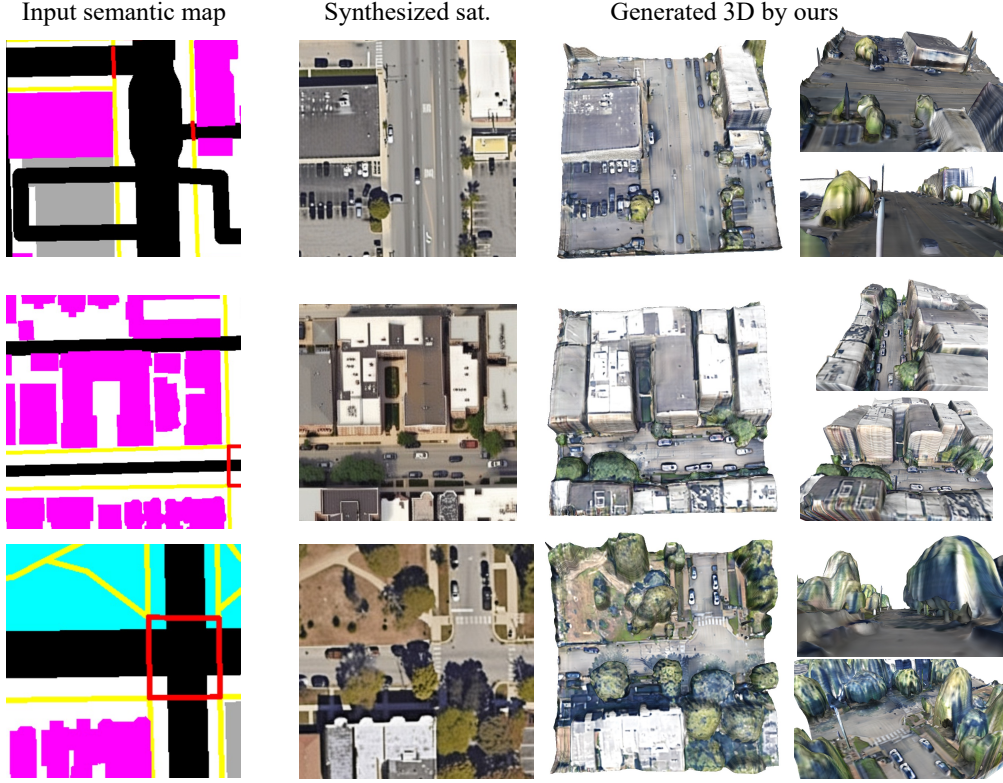 Input semantic map
Synthesized sat.
Generated 3D by ours